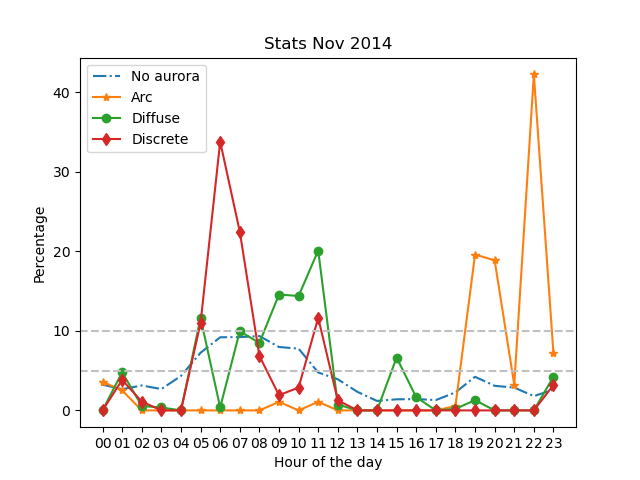 Stats Nov 2014
No aurora
Arc
Diffuse
Discrete
Percentage
40
30
20
10
0
00 01 02 03 04 05 06 07 08 09 10 11 12 13 14 15 16 17 18 19 20 21 22 23
Hour of the day